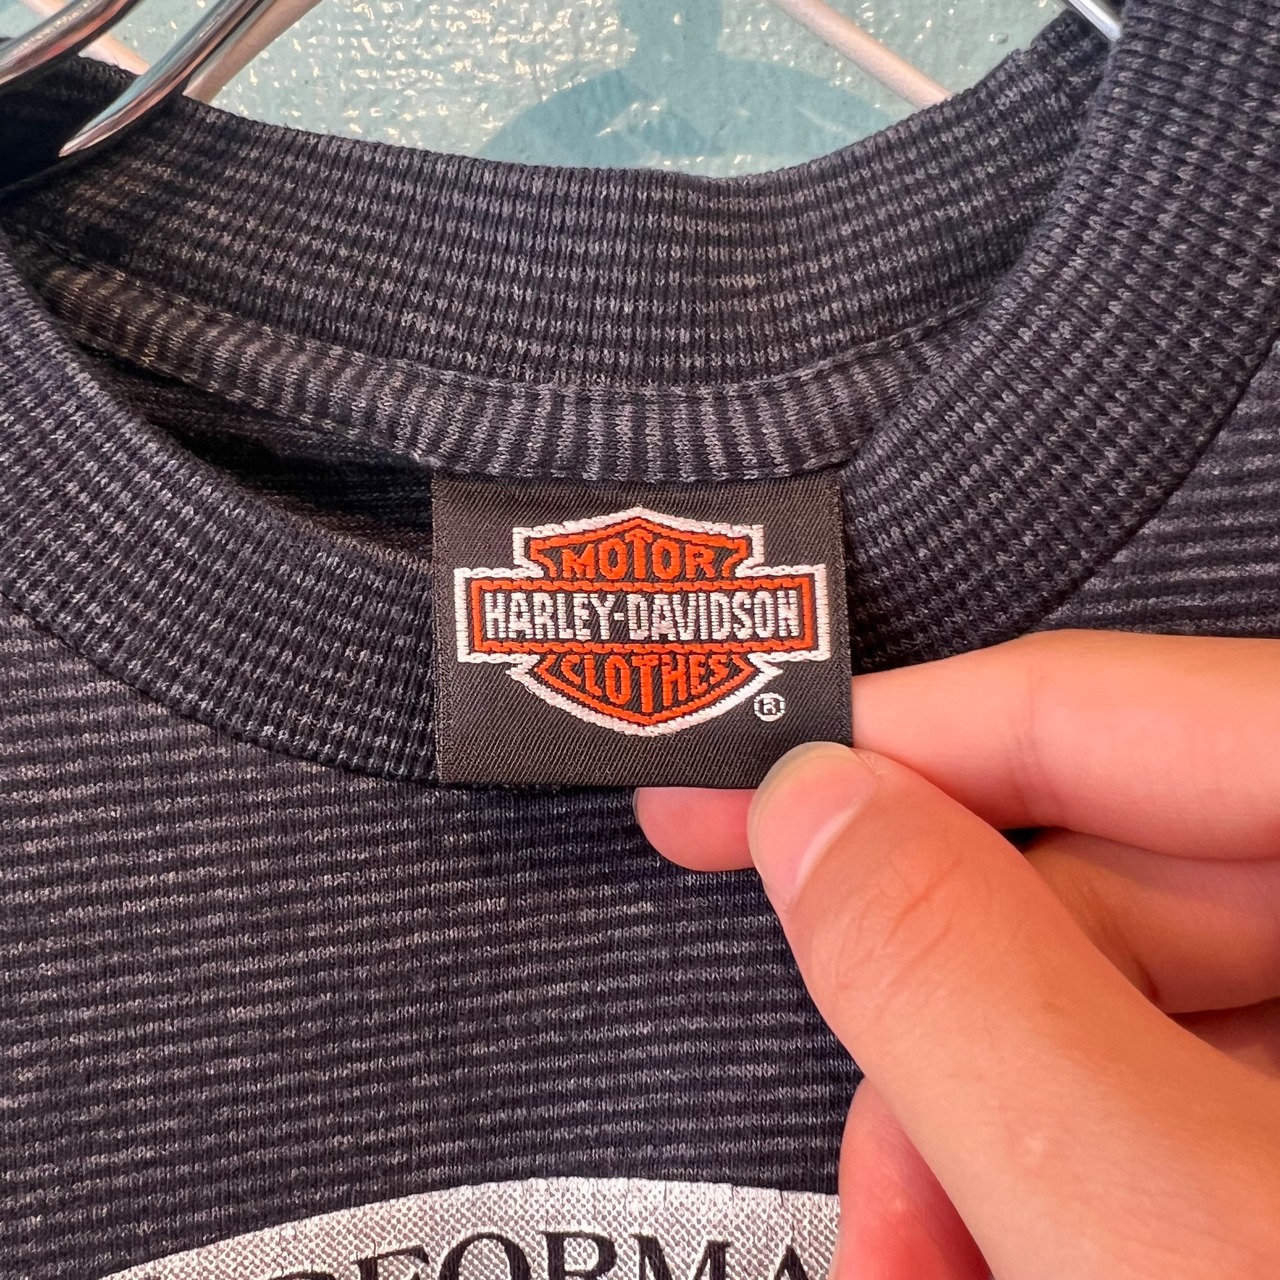 MOTOR
HARLEY-DAVIDSON
CLOTHES
®